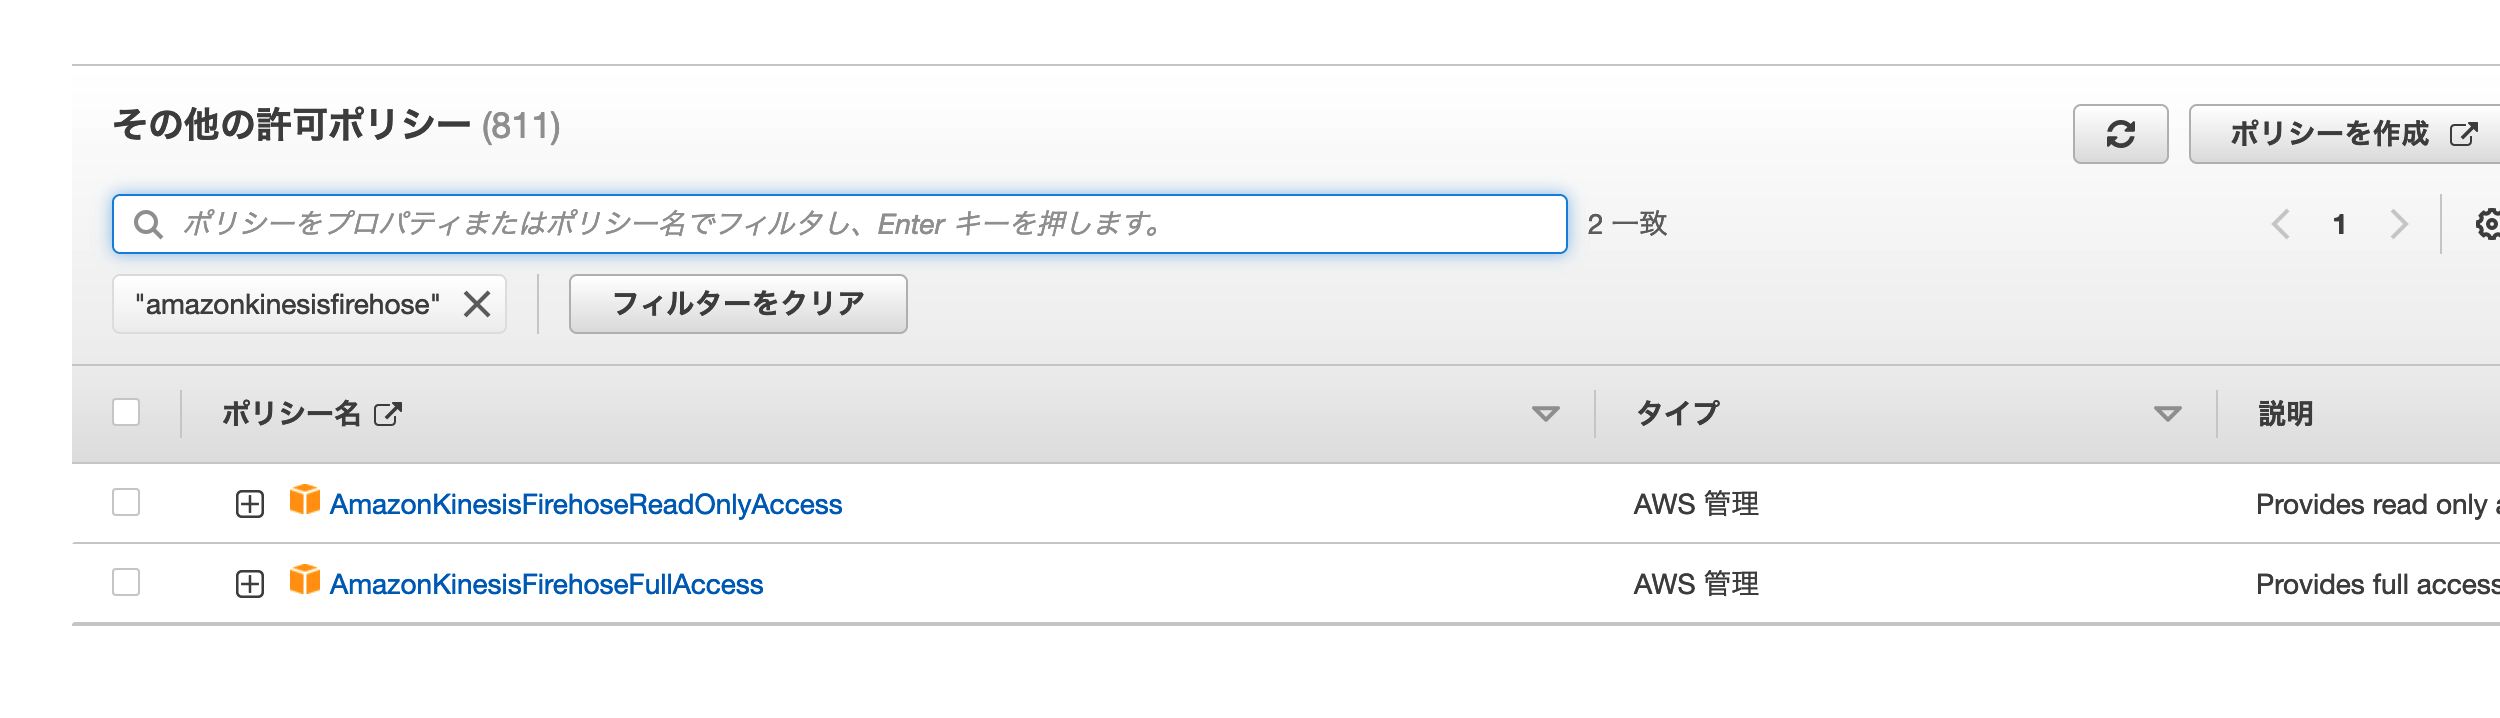 その他の許可ポリシー (811)
ポリシーを作成
ポリシーをプロパティまたはポリシー名でフィルタし、Enter キーを押します。
2 一致
1
"amazonkinesisfirehose"
フィルターをクリア
ポリシー名 タイプ 説明
AmazonKinesisFirehoseReadOnlyAccess AWS 管理 Provides read only a
AmazonKinesisFirehoseFullAccess AWS 管理 Provides full access